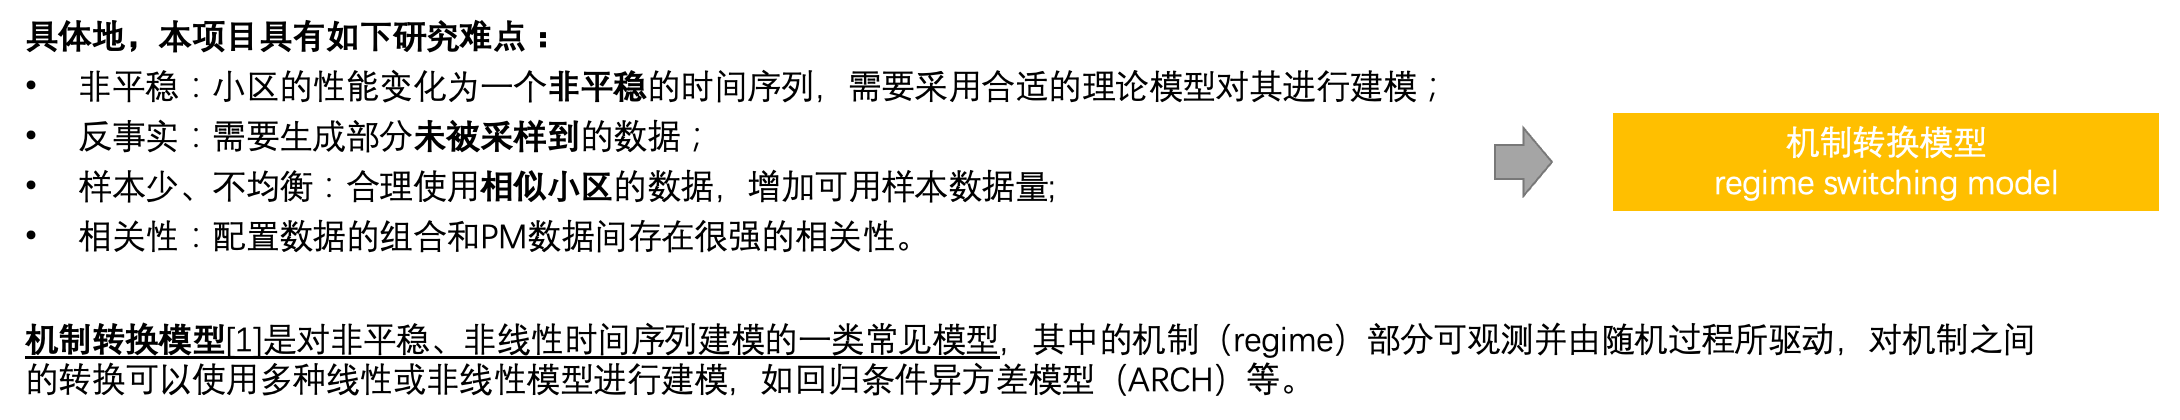 具体地，本项目具有如下研究难点：
• 非平稳：小区的性能变化为一个非平稳的时间序列，需要采用合适的理论模型对其进行建模；
• 反事实：需要生成部分未被采样到的数据；
• 样本少、不均衡：合理使用相似小区的数据，增加可用样本数据量;
• 相关性：配置数据的组合和PM数据间存在很强的相关性。
机制转换模型
regime switching model
机制转换模型[1]是对非平稳、非线性时间序列建模的一类常见模型，其中的机制（regime）部分可观测并由随机过程所驱动，对机制之间
的转换可以使用多种线性或非线性模型进行建模，如回归条件异方差模型（ARCH）等。